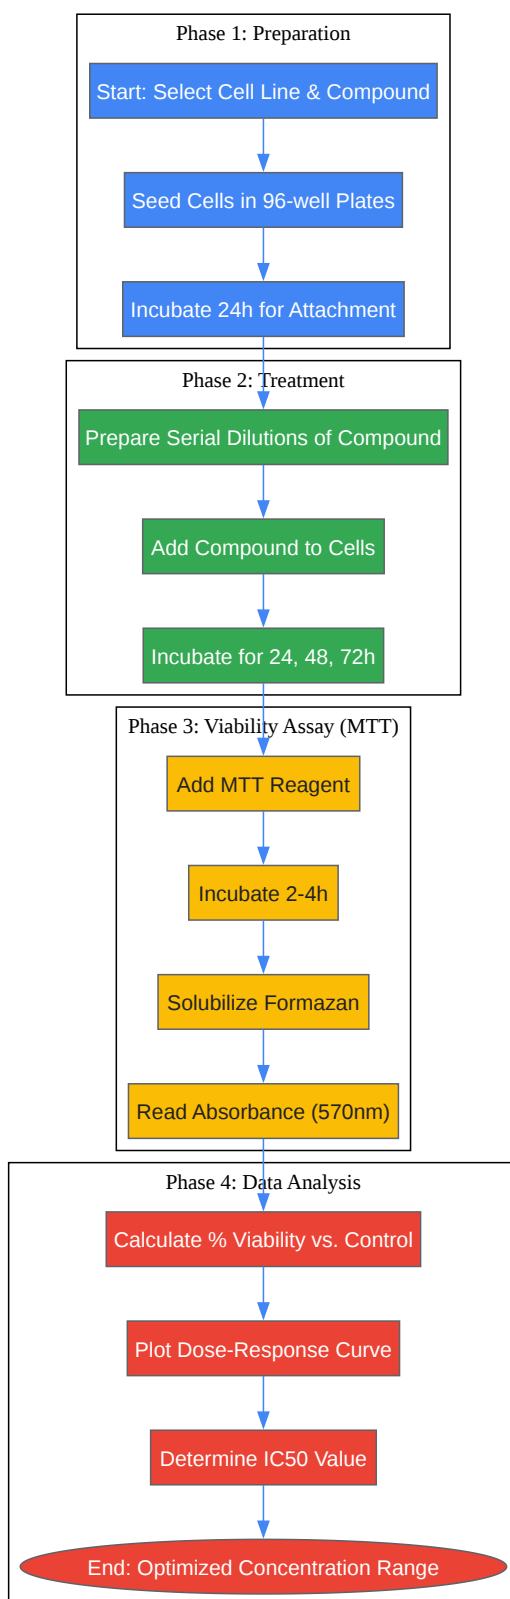 Phase 1: Preparation
Start: Select Cell Line & Compound
Seed Cells in 96-well Plates
Incubate 24h for Attachment
Phase 2: Treatment
Prepare Serial Dilutions of Compound
Add Compound to Cells
Incubate for 24, 48, 72h
Phase 3: Viability Assay (MTT)
Add MTT Reagent
Incubate 2-4h
Solubilize Formazan
Read Absorbance (570nm)
Phase 4: Data Analysis
Calculate % Viability vs. Control
Plot Dose-Response Curve
Determine IC50 Value
End: Optimized Concentration Range